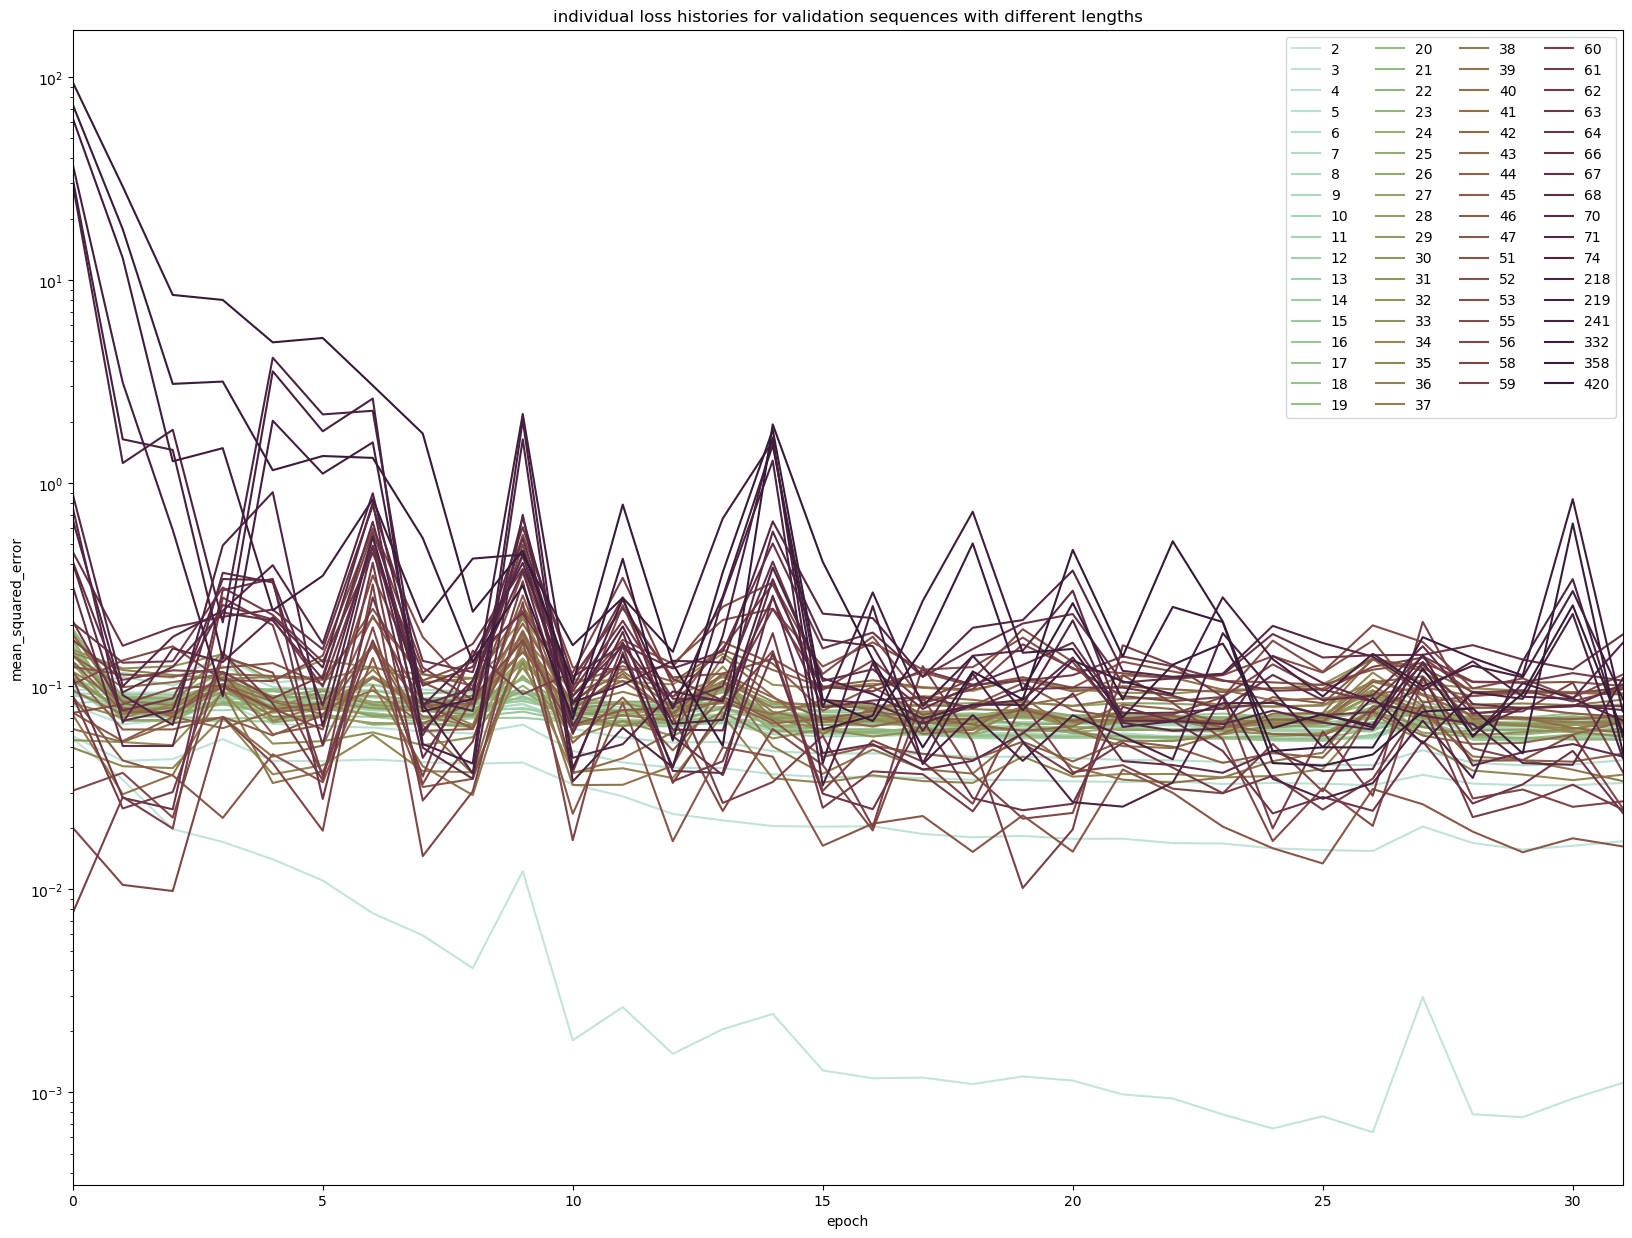 individual loss histories for validation sequences with different lengths
mean_squared_error
10²
10¹
10⁰
10⁻¹
10⁻²
10⁻³
0 5 10 15 20 25 30
epoch
2 20 38 60
3 21 39 61
4 22 40 62
5 23 41 63
6 24 42 64
7 25 43 66
8 26 44 67
9 27 45 68
10 28 46 70
11 29 47 71
12 30 51 74
13 31 52 218
14 32 53 219
15 33 55 241
16 34 56 332
17 35 58 358
18 36 59 420
19 37